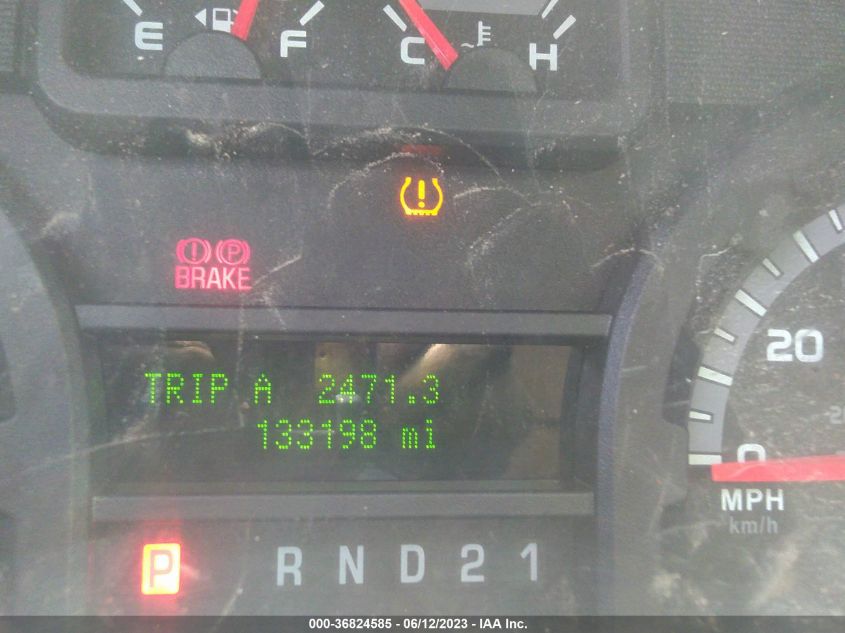 E F C H
BRAKE
20
TRIP A 2471.3
133198 mi
0
MPH
km/h
P R N D 2 1
000-36824585 - 06/12/2023 - IAA Inc.